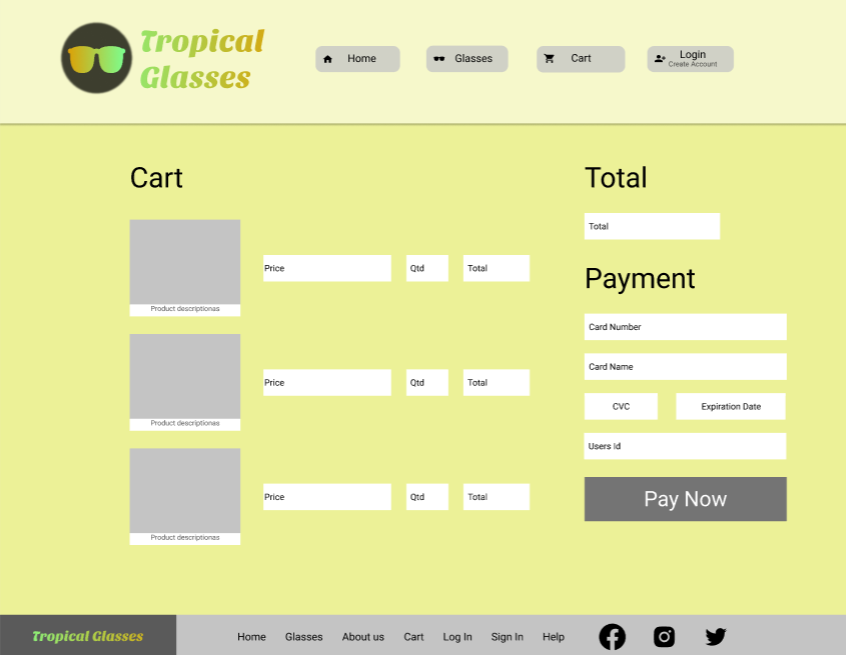 Tropical
Glasses
Home
Glasses
Cart
Login
Create Account
Cart
Product descriptionas
Price
Qtd
Total
Product descriptionas
Price
Qtd
Total
Product descriptionas
Price
Qtd
Total
Total
Total
Payment
Card Number
Card Name
CVC
Expiration Date
Users Id
Pay Now
Tropical Glasses
Home
Glasses
About us
Cart
Log In
Sign In
Help